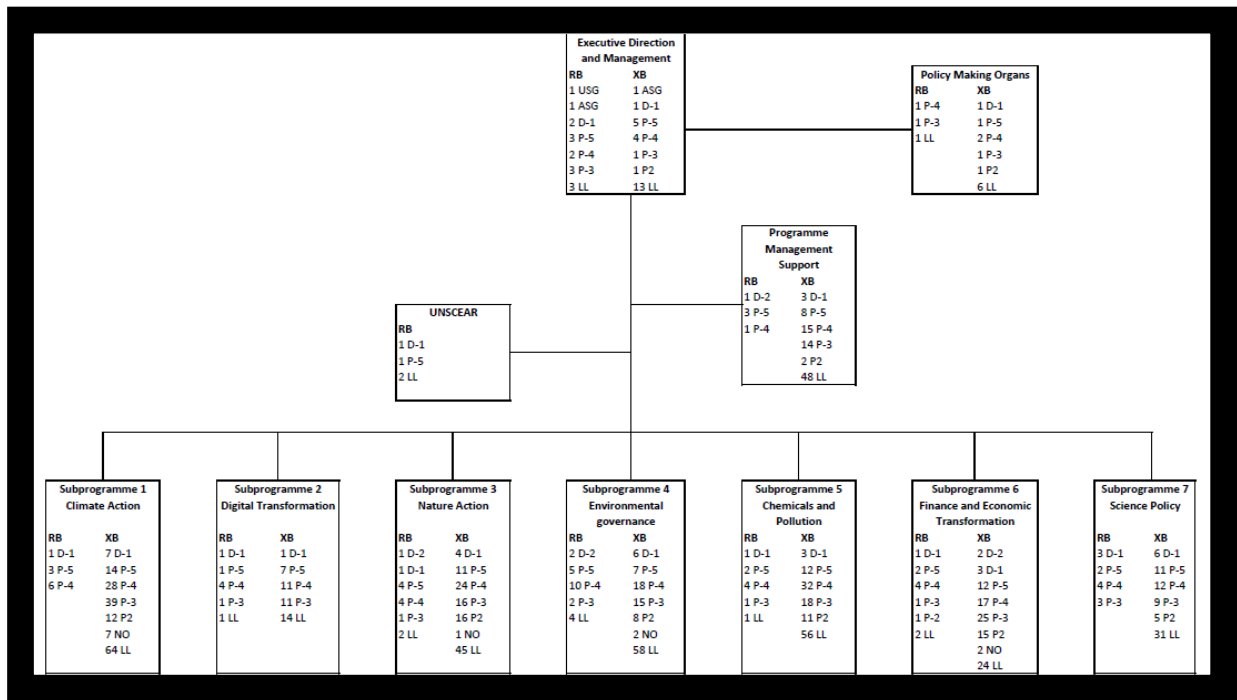 Executive Direction
and Management
RB XB
1 USG 1 ASG
1 ASG 1 D-1
2 D-1 5 P-5
3 P-5 4 P-4
2 P-4 1 P-3
3 P-3 1 P2
3 LL 13 LL
Policy Making Organs
RB XB
1 P-4 1 D-1
1 P-3 1 P-5
1 LL 2 P-4
1 P-3
1 P2
6 LL
Programme
Management
Support
RB XB
1 D-2 3 D-1
3 P-5 8 P-5
1 P-4 15 P-4
14 P-3
2 P2
48 LL
UNSCEAR
RB
1 D-1
1 P-5
2 LL
Subprogramme 1
Climate Action
RB XB
1 D-1 7 D-1
3 P-5 14 P-5
6 P-4 28 P-4
39 P-3
12 P2
7 NO
64 LL
Subprogramme 2
Digital Transformation
RB XB
1 D-1 1 D-1
1 P-5 7 P-5
4 P-4 11 P-4
1 P-3 11 P-3
1 LL 14 LL
Subprogramme 3
Nature Action
RB XB
1 D-2 4 D-1
1 D-1 11 P-5
4 P-5 24 P-4
4 P-4 16 P-3
1 P-3 16 P2
2 LL 1 NO
45 LL
Subprogramme 4
Environmental
governance
RB XB
2 D-2 6 D-1
5 P-5 7 P-5
10 P-4 18 P-4
2 P-3 15 P-3
4 LL 8 P2
2 NO
58 LL
Subprogramme 5
Chemicals and
Pollution
RB XB
1 D-1 3 D-1
2 P-5 12 P-5
4 P-4 32 P-4
1 P-3 18 P-3
1 LL 11 P2
56 LL
Subprogramme 6
Finance and Economic
Transformation
RB XB
1 D-1 2 D-2
2 P-5 3 D-1
4 P-4 12 P-5
1 P-3 17 P-4
1 P-2 25 P-3
2 LL 15 P2
2 NO
24 LL
Subprogramme 7
Science Policy
RB XB
3 D-1 6 D-1
2 P-5 11 P-5
4 P-4 12 P-4
3 P-3 9 P-3
5 P2
31 LL